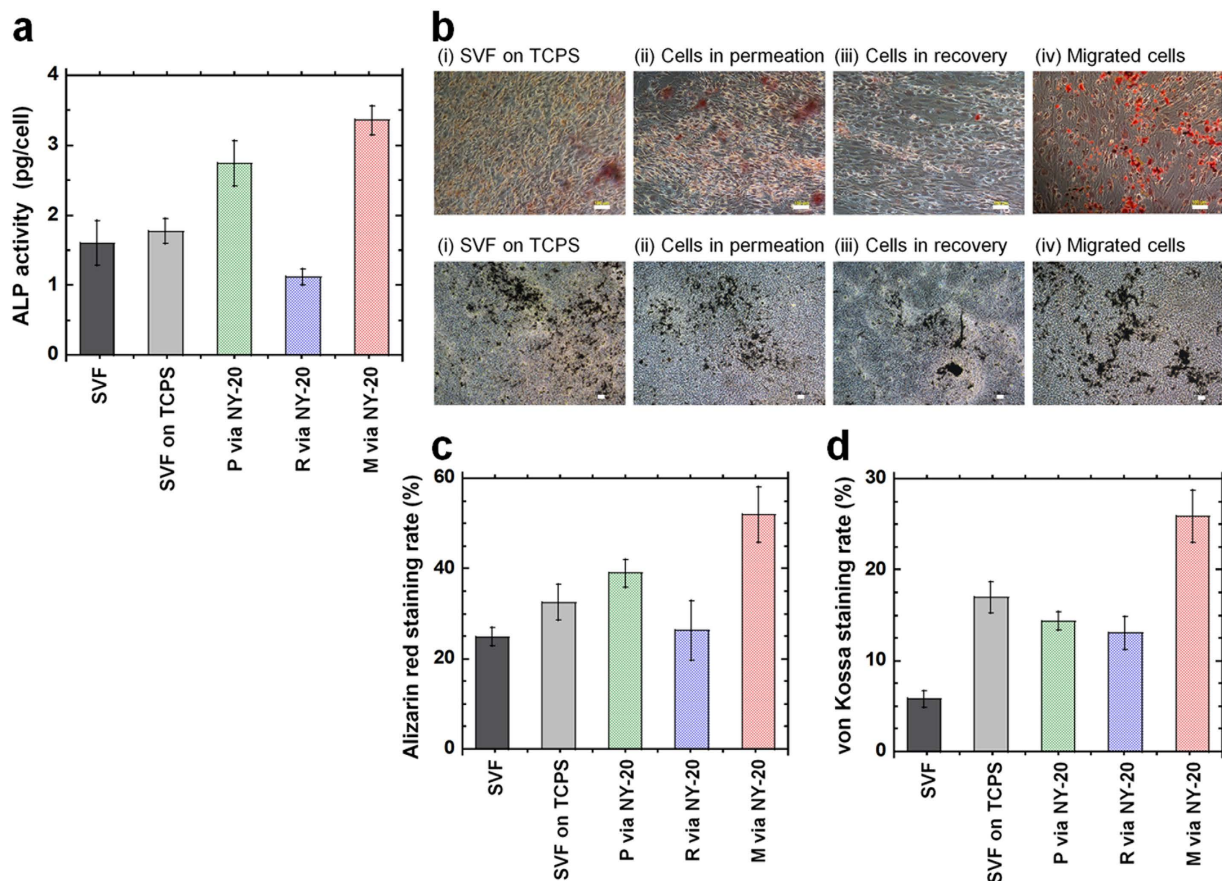 a
ALP activity (pg/cell)
4
3
2
1
0
SVF
SVF on TCPS
P via NY-20
R via NY-20
M via NY-20
b
(i) SVF on TCPS
(ii) Cells in permeation
(iii) Cells in recovery
(iv) Migrated cells
(i) SVF on TCPS
(ii) Cells in permeation
(iii) Cells in recovery
(iv) Migrated cells
c
Alizarin red staining rate (%)
60
40
20
0
SVF
SVF on TCPS
P via NY-20
R via NY-20
M via NY-20
d
von Kossa staining rate (%)
30
20
10
0
SVF
SVF on TCPS
P via NY-20
R via NY-20
M via NY-20